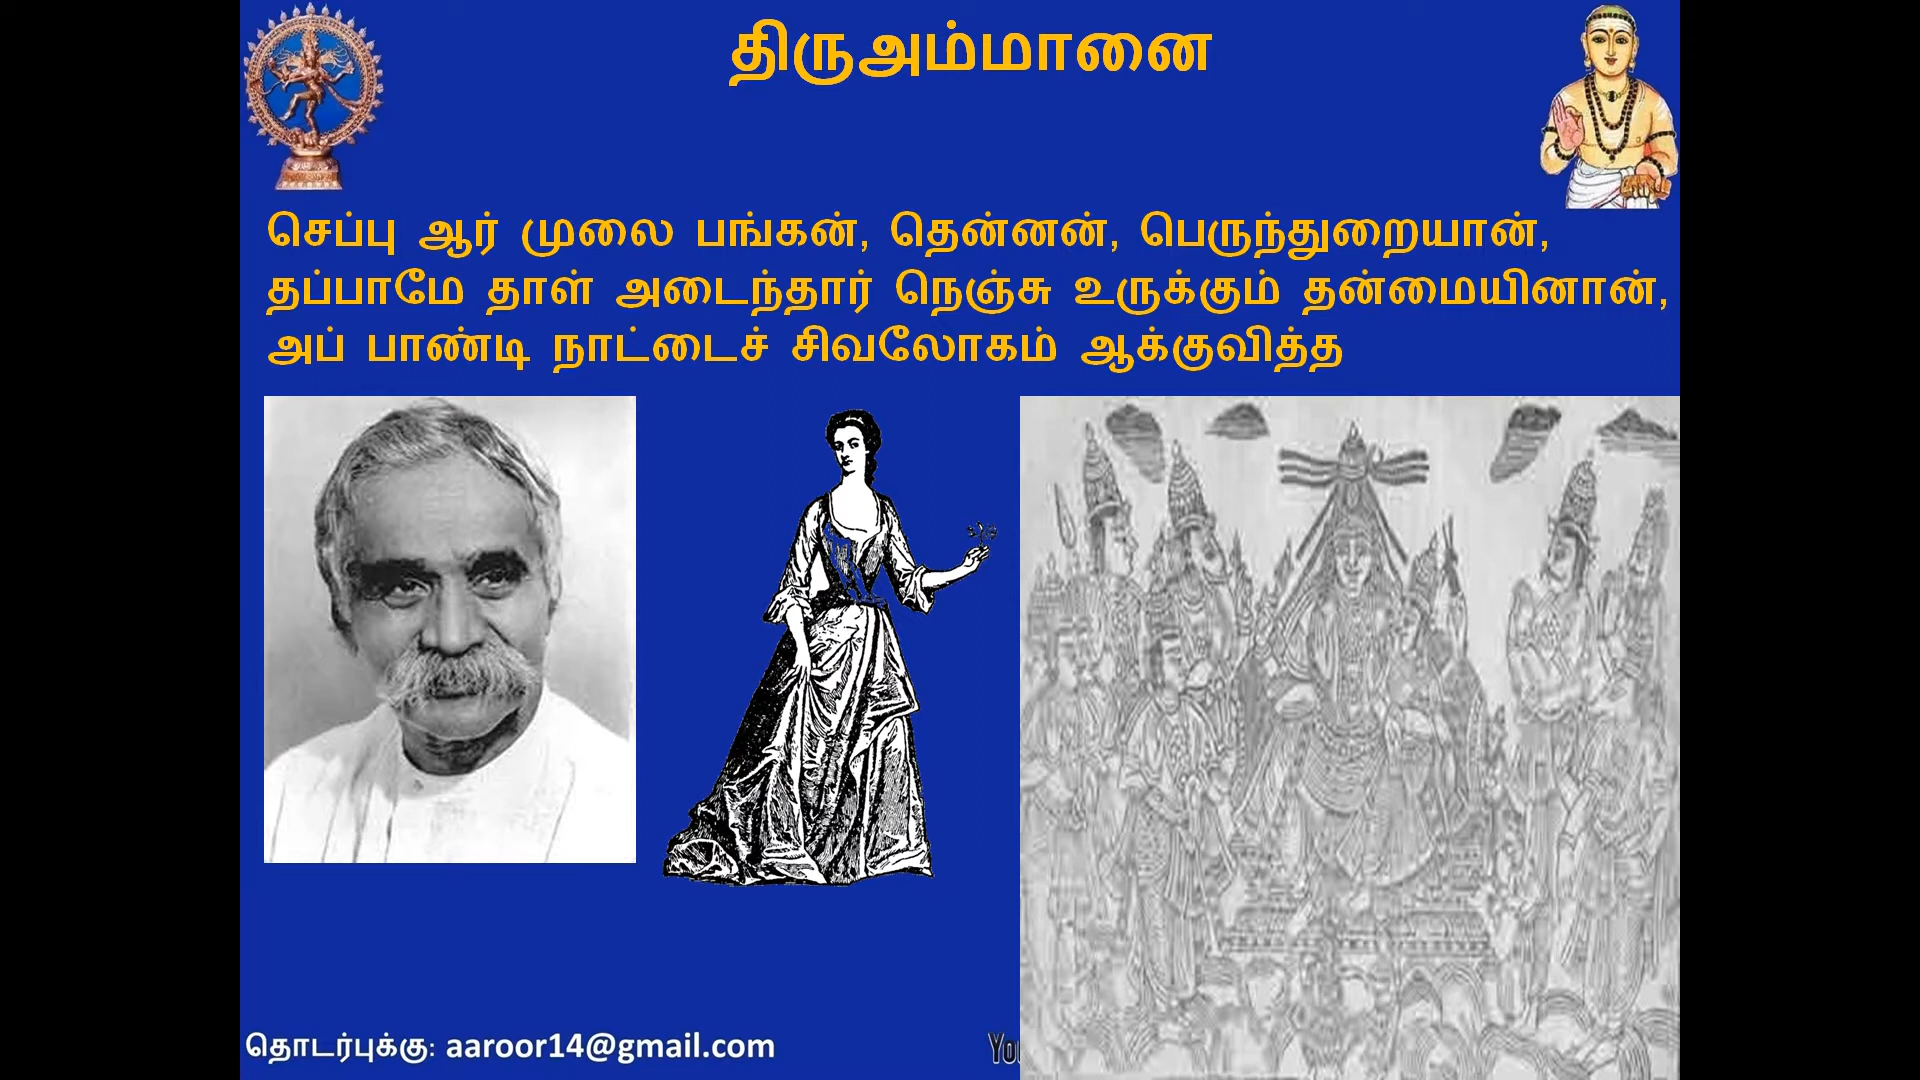 திருஅம்மானை
செப்பு ஆர் முலை பங்கன், தென்னன், பெருந்துறையான்,
தப்பாமே தாள் அடைந்தார் நெஞ்சு உருக்கும் தன்மையினான்,
அப் பாண்டி நாட்டைச் சிவலோகம் ஆக்குவித்த
தொடர்புக்கு: aaroor14@gmail.com